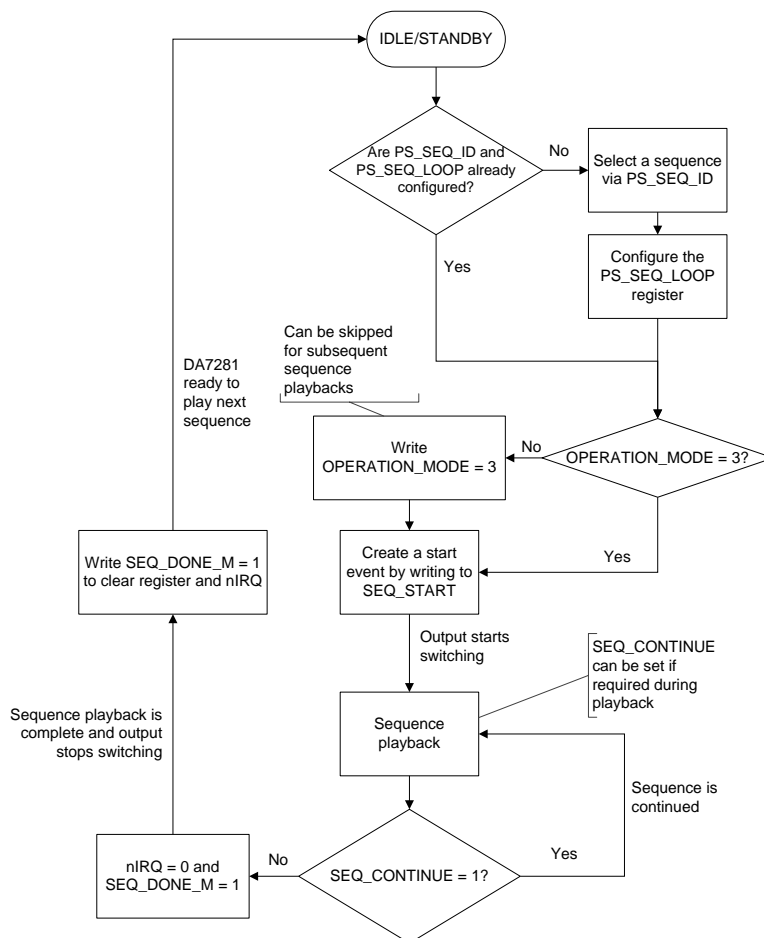 IDLE/STANDBY
Are PS_SEQ_ID and
PS_SEQ_LOOP already
configured?
No
Select a sequence
via PS_SEQ_ID
Yes
Configure the
PS_SEQ_LOOP
register
Can be skipped
for subsequent
sequence
playbacks
DA7281
ready to
play next
sequence
Write
OPERATION_MODE = 3
No
OPERATION_MODE = 3?
Write SEQ_DONE_M = 1
to clear register and nIRQ
Create a start
event by writing to
SEQ_START
Yes
Output starts
switching
SEQ_CONTINUE
can be set if
required during
playback
Sequence playback is
complete and output
stops switching
Sequence
playback
Sequence is
continued
nIRQ = 0 and
SEQ_DONE_M = 1
No
SEQ_CONTINUE = 1?
Yes